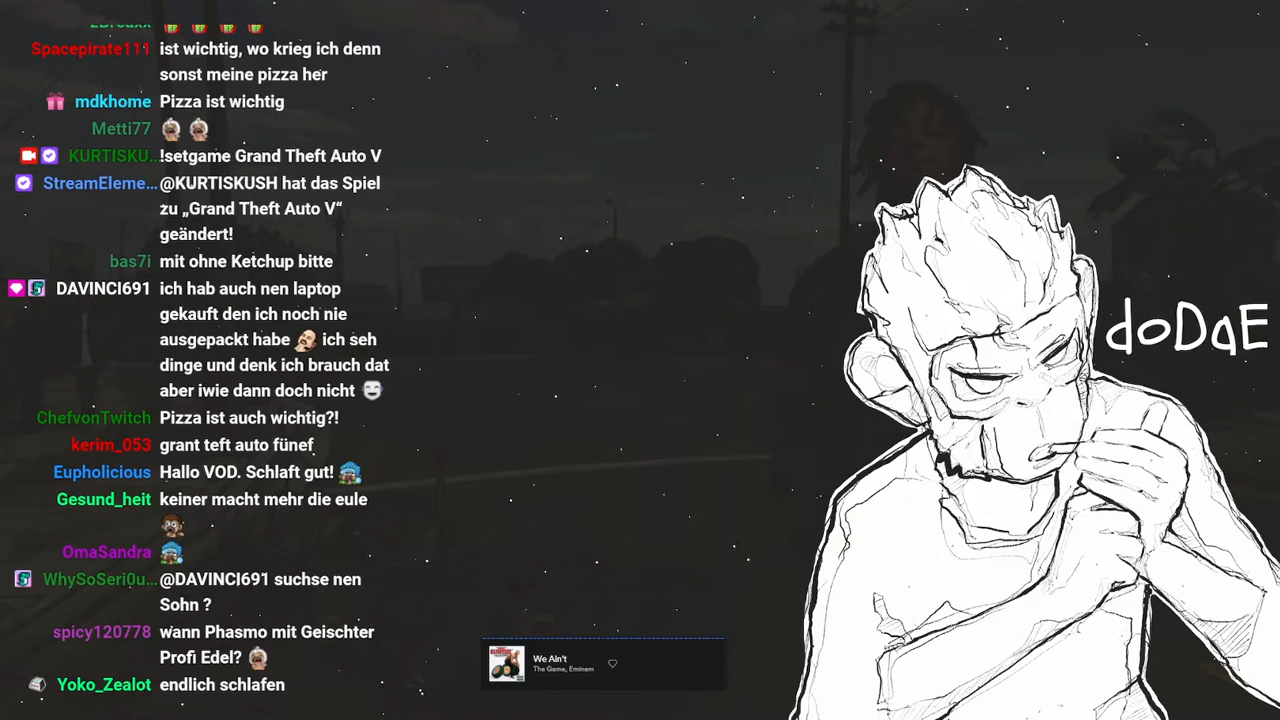 Spacepirate111 ist wichtig, wo krieg ich denn
sonst meine pizza her
mdkhome Pizza ist wichtig
Metti77
KURTISKU... !setgame Grand Theft Auto V
StreamEleme... @KURTISKUSH hat das Spiel
zu „Grand Theft Auto V“
geändert!
bas7i mit ohne Ketchup bitte
DAVINCI691 ich hab auch nen laptop
gekauft den ich noch nie
ausgepackt habe ich seh
dinge und denk ich brauch dat
aber iwie dann doch nicht
ChefvonTwitch Pizza ist auch wichtig?!
kerim_053 grant teft auto fünef
Eupholicious Hallo VOD. Schlaft gut!
Gesund_heit keiner macht mehr die eule
OmaSandra
WhySoSeri0u... @DAVINCI691 suchse nen
Sohn ?
spicy120778 wann Phasmo mit Geischter
Profi Edel?
Yoko_Zealot endlich schlafen
doDaE
We Ain't
The Game, Eminem